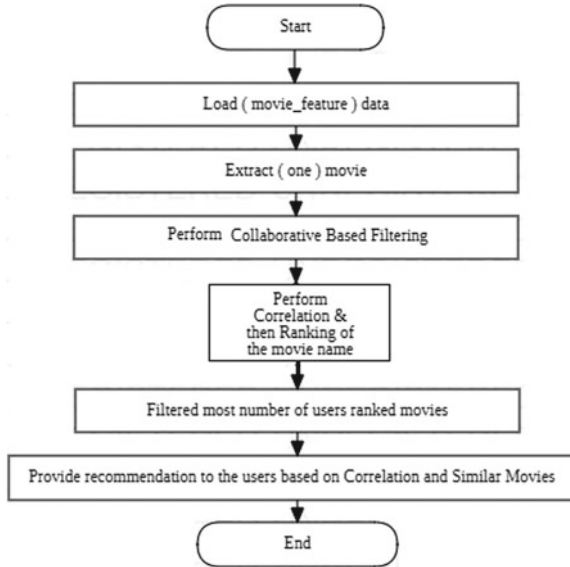 Start
Load ( movie_feature ) data
Extract ( one ) movie
Perform Collaborative Based Filtering
Perform
Correlation &
then Ranking of
the movie name
Filtered most number of users ranked movies
Provide recommendation to the users based on Correlation and Similar Movies
End